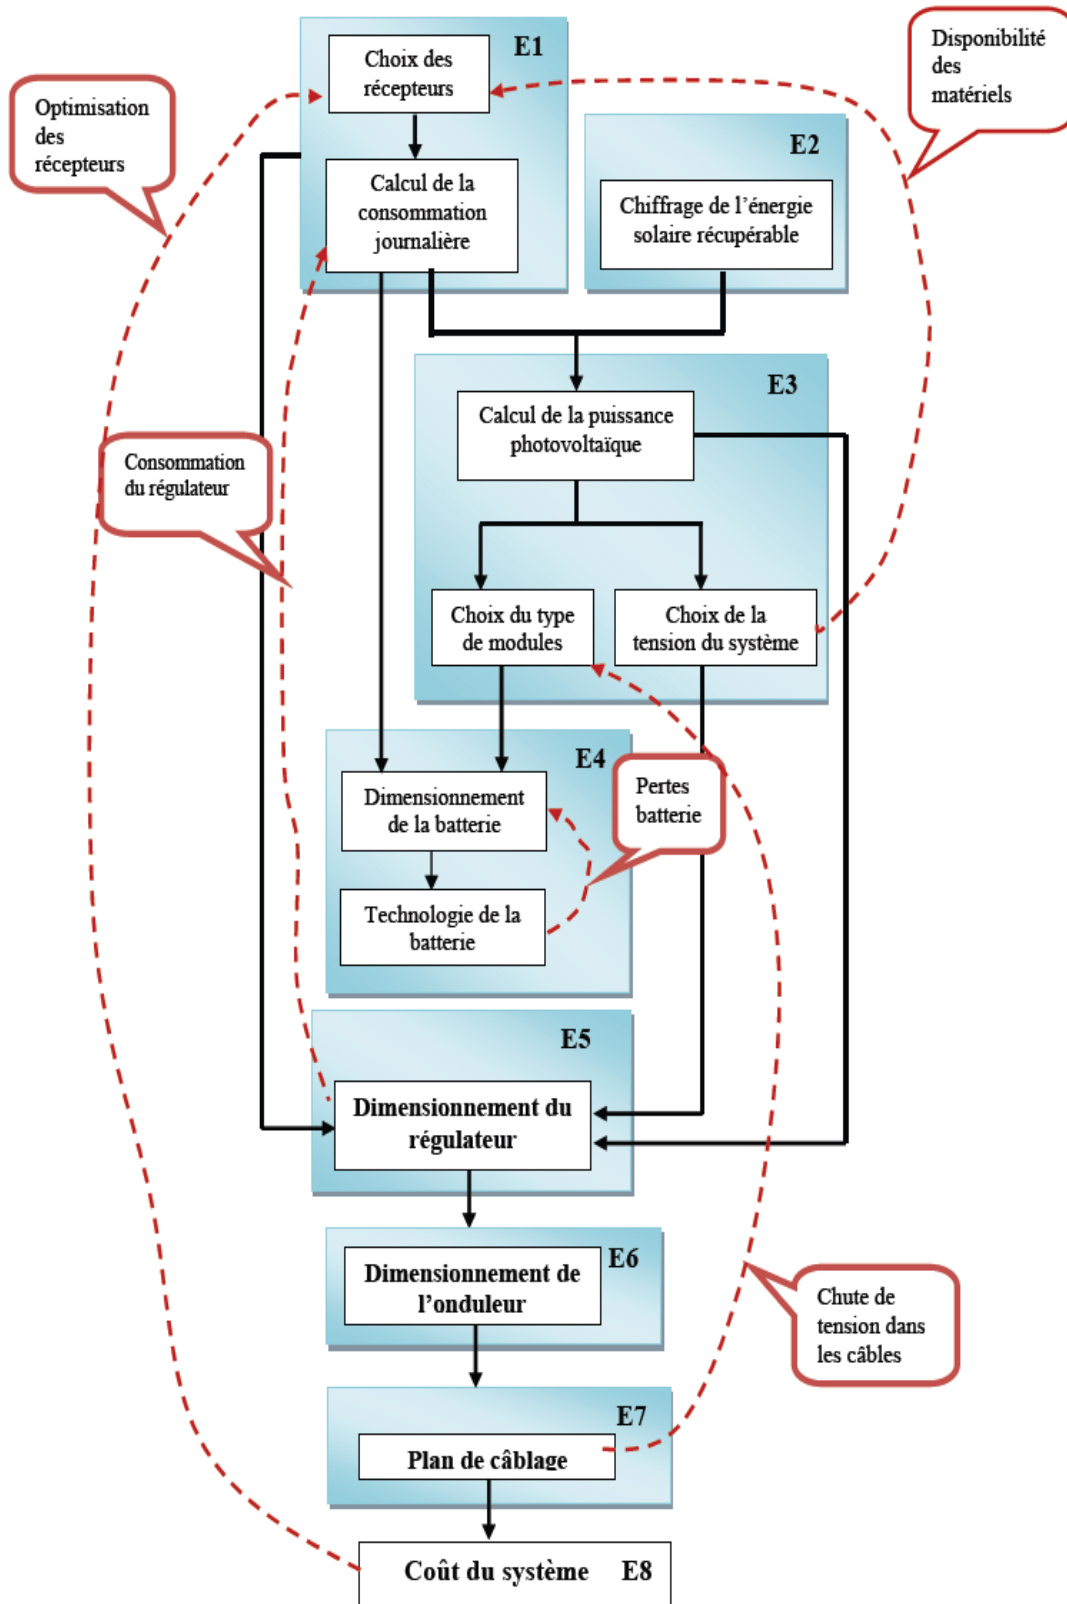 E1
Choix des
récepteurs
Disponibilité
des
matériels
Optimisation
des
récepteurs
E2
Calcul de la
consommation
journalière
Chiffrage de l’énergie
solaire récupérable
E3
Calcul de la puissance
photovoltaïque
Consommation
du régulateur
Choix du type
de modules
Choix de la
tension du système
E4
Dimensionnement
de la batterie
Pertes
batterie
Technologie de la
batterie
E5
Dimensionnement du
régulateur
E6
Dimensionnement de
l’onduleur
Chute de
tension dans
les câbles
E7
Plan de câblage
Coût du système E8